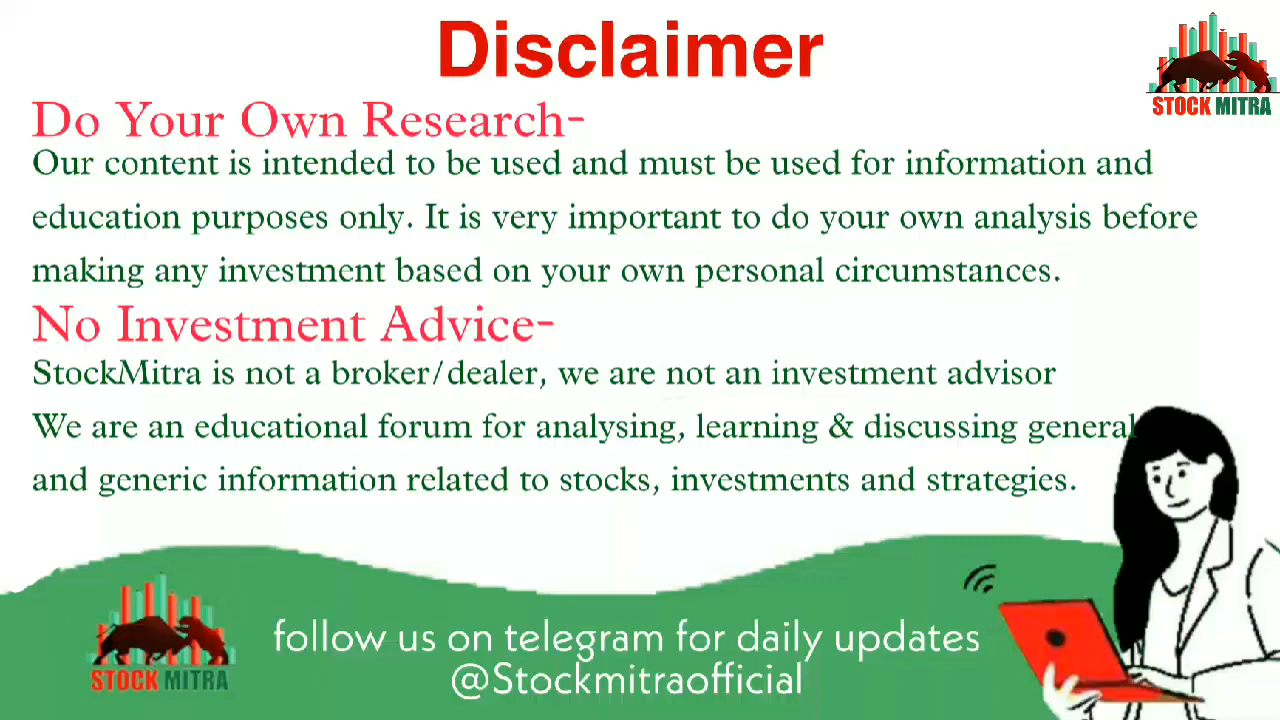 Disclaimer
STOCK MITRA
Do Your Own Research-
Our content is intended to be used and must be used for information and
education purposes only. It is very important to do your own analysis before
making any investment based on your own personal circumstances.
No Investment Advice-
StockMitra is not a broker/dealer, we are not an investment advisor
We are an educational forum for analysing, learning & discussing general
and generic information related to stocks, investments and strategies.
STOCK MITRA
follow us on telegram for daily updates
@Stockmitraofficial